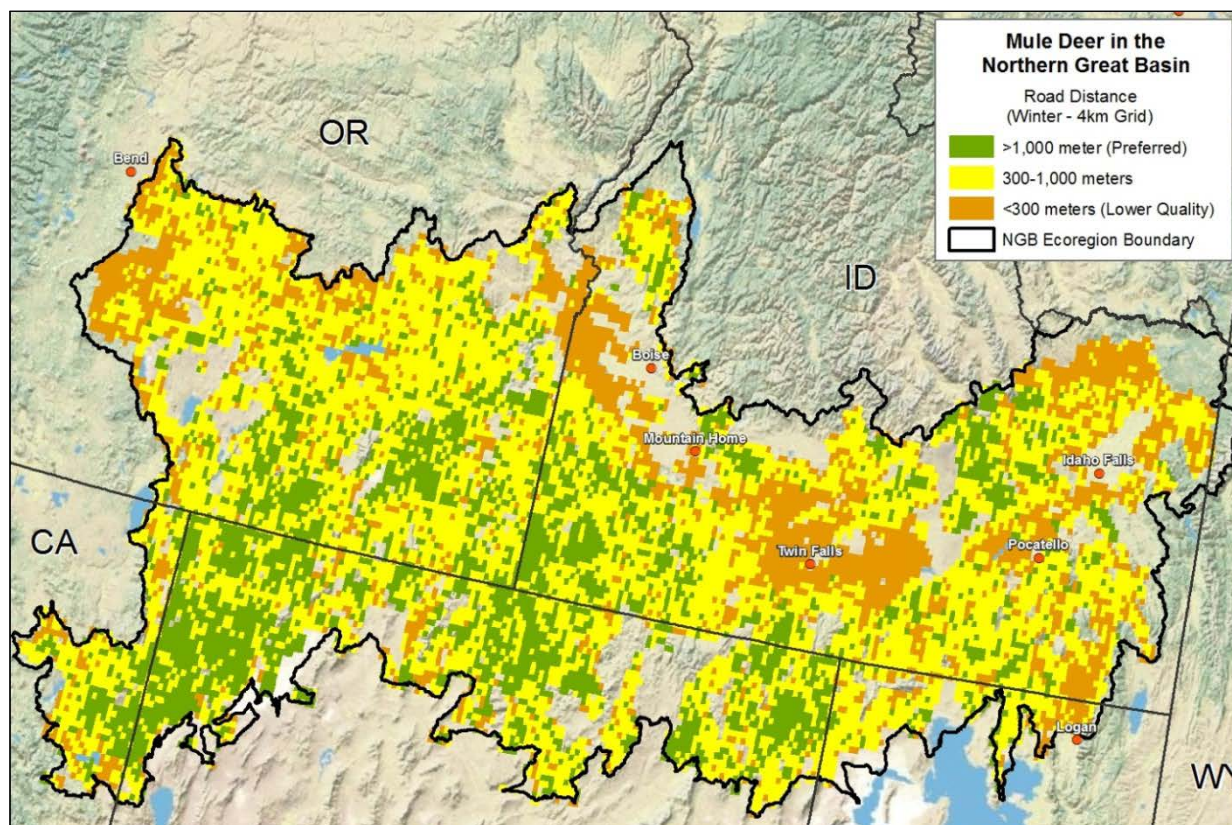 Mule Deer in the
Northern Great Basin
Road Distance
(Winter - 4km Grid)
>1,000 meter (Preferred)
300-1,000 meters
<300 meters (Lower Quality)
NGB Ecoregion Boundary
OR
Bend
ID
Boise
Mountain Home
Idaho Falls
CA
Twin Falls
Pocatello
Logan
WY